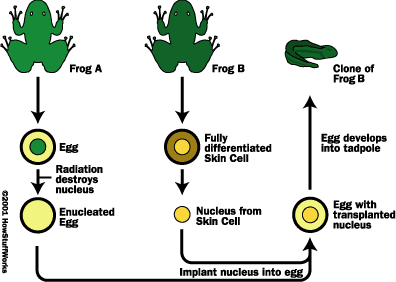 Frog A
Frog B
Clone of
Frog B
Egg
Fully
differentiated
Skin Cell
Egg develops
into tadpole
Radiation
destroys
nucleus
Enucleated
Egg
Nucleus from
Skin Cell
Egg with
transplanted
nucleus
Implant nucleus into egg
©2001 HowStuffWorks